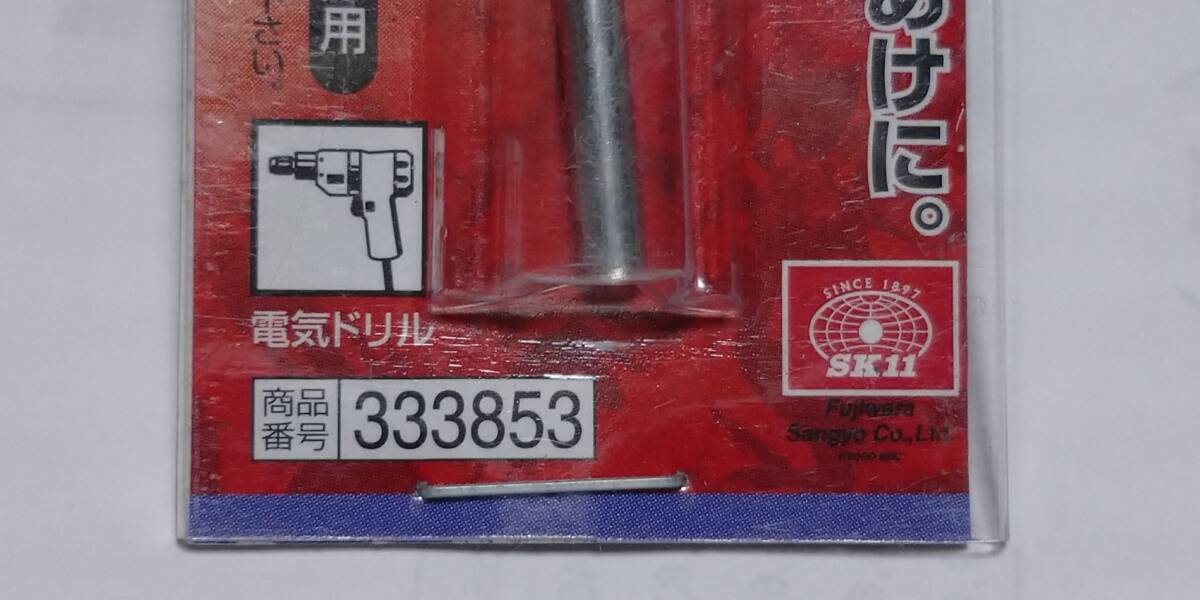 用
あけに。
電気ドリル
商品
番号
333853
SINCE 1897
SK11
Fujiwara
Sangyo Co.,Ltd.